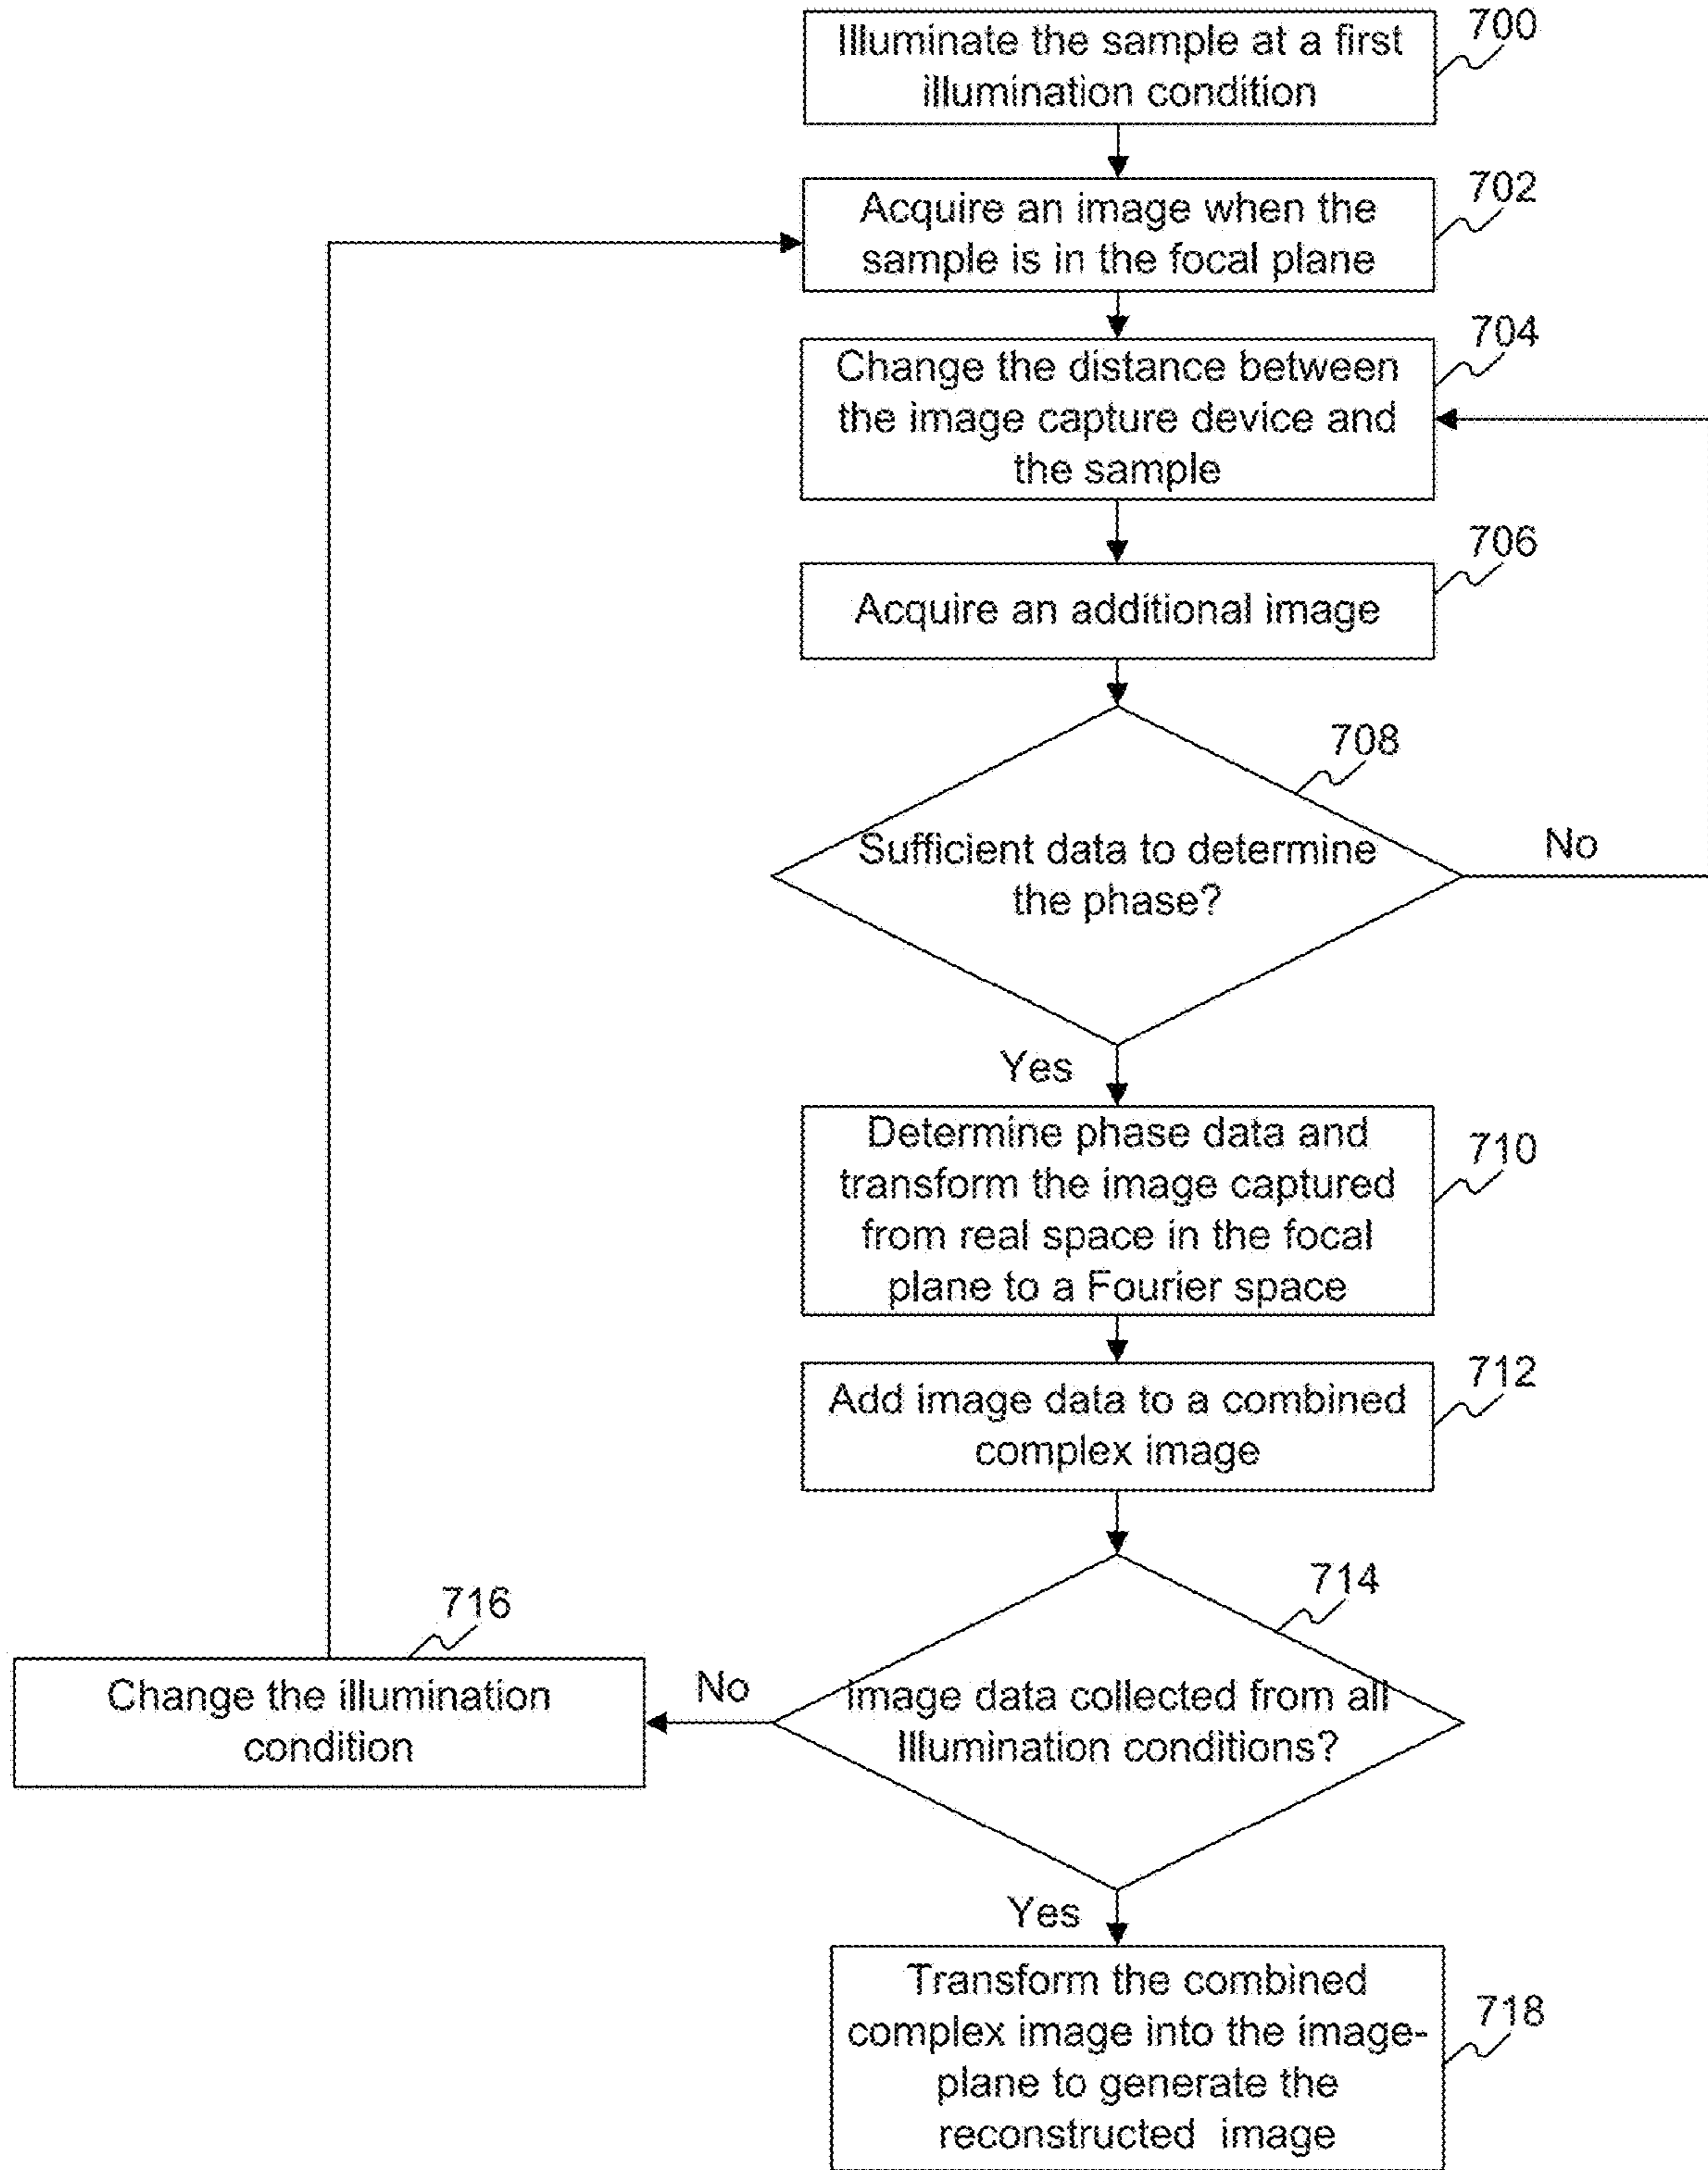 Illuminate the sample at a first
illumination condition
700
Acquire an image when the
sample is in the focal plane
702
Change the distance between
the image capture device and
the sample
704
Acquire an additional image
706
Sufficient data to determine
the phase?
708
No
Yes
Determine phase data and
transform the image captured
from real space in the focal
plane to a Fourier space
710
Add image data to a combined
complex image
712
Image data collected from all
Illumination conditions?
714
No
Change the illumination
condition
716
Yes
Transform the combined
complex image into the image-
plane to generate the
reconstructed image
718